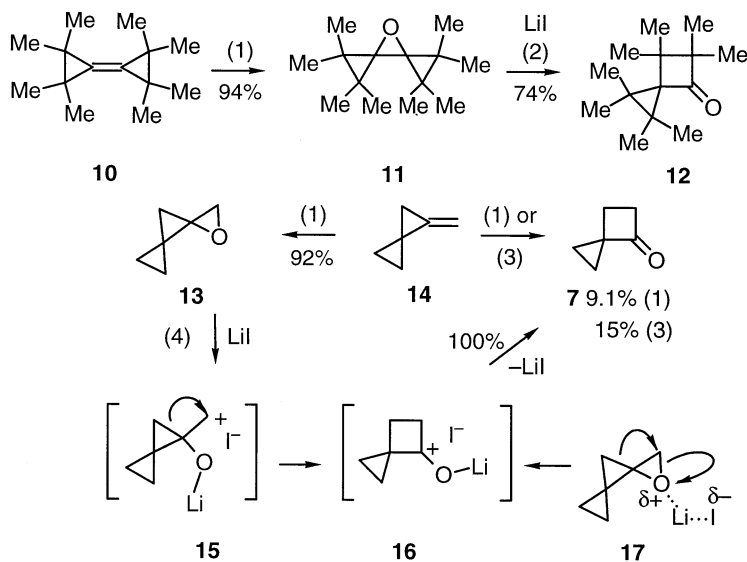 Me Me Me Me
Me Me Me Me
(1)
94%
10
O
Me Me Me Me
Me Me Me Me
11
LiI
(2)
74%
Me Me
Me Me
Me O
Me Me
Me
12
O
13
(1)
92%
14
(1) or
(3)
O
7 9.1% (1)
15% (3)
(4) LiI
100%
–LiI
+
I–
O
Li
15
+
I–
O–Li
16
O
δ+ δ–
Li···I
17